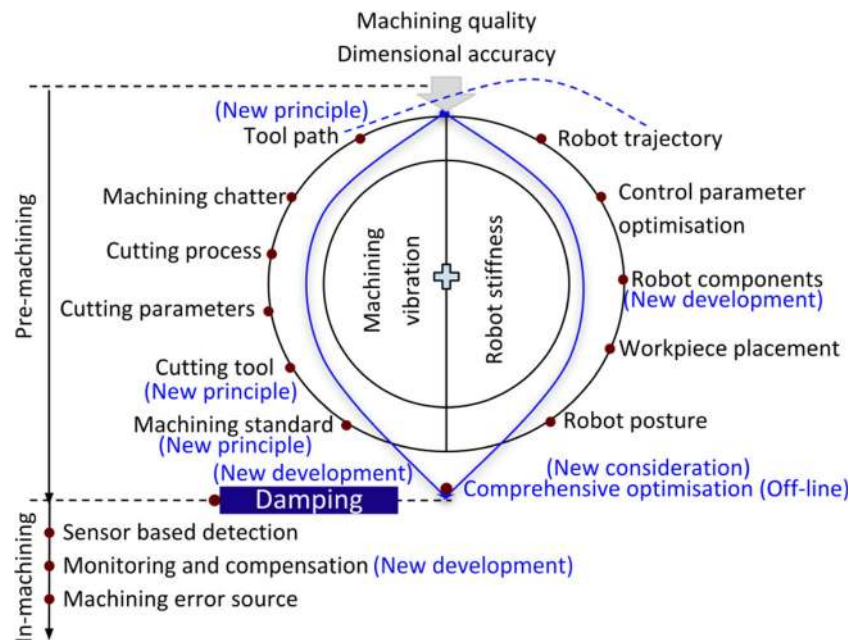 Machining quality
Dimensional accuracy
(New principle)
Tool path
Robot trajectory
Machining chatter
Control parameter
optimisation
Cutting process
Machining
vibration
Robot stiffness
Robot components
(New development)
Cutting parameters
Workpiece placement
Cutting tool
(New principle)
Machining standard
(New principle)
Robot posture
(New development)
(New consideration)
Damping
Comprehensive optimisation (Off-line)
Pre-machining
Sensor based detection
Monitoring and compensation (New development)
Machining error source
In-machining